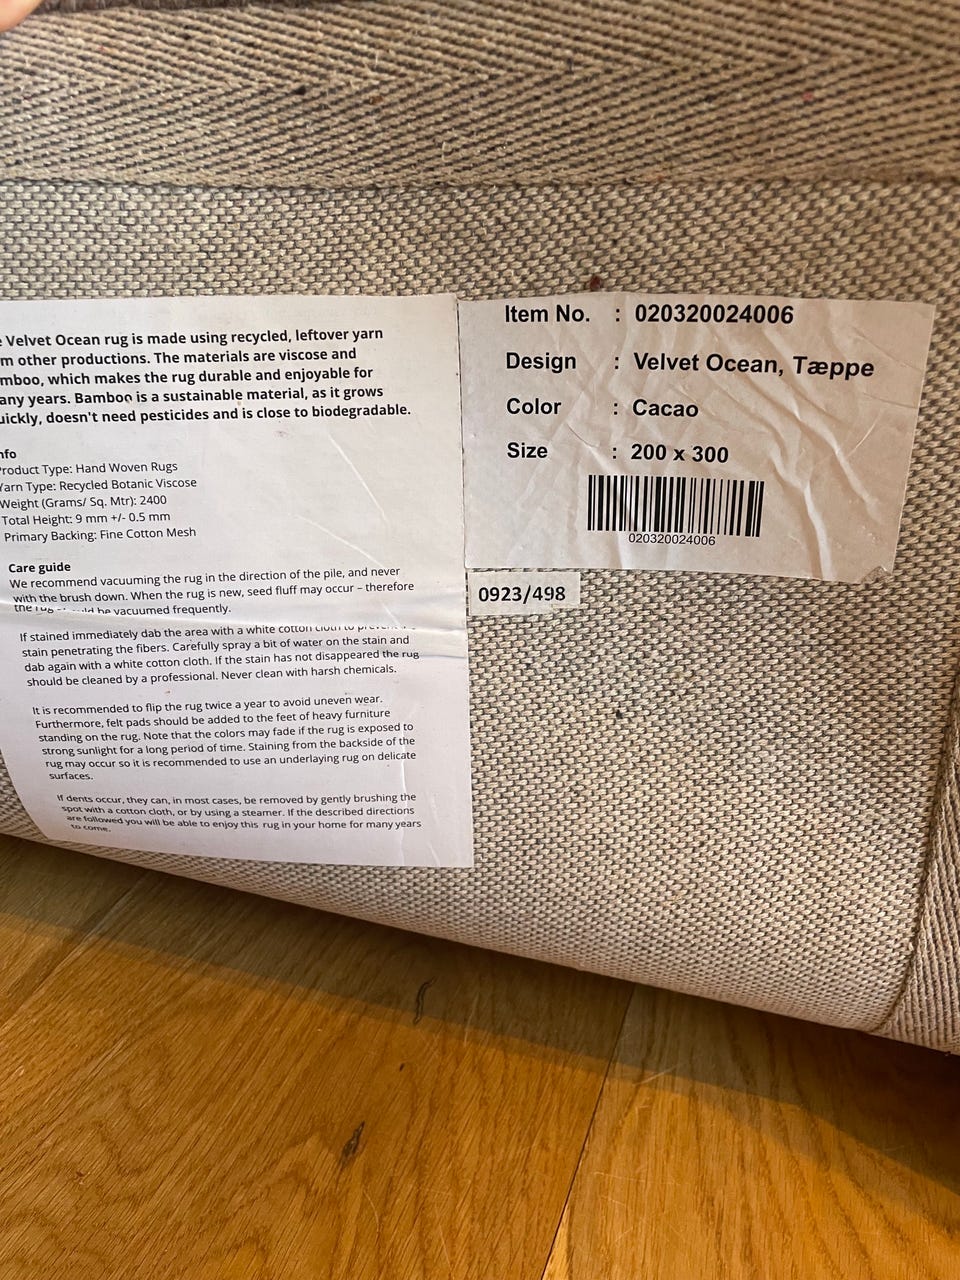 Velvet Ocean rug is made using recycled, leftover yarn
other productions. The materials are viscose and
which makes the rug durable and enjoyable for
years. Bamboo is a sustainable material, as it grows
doesn't need pesticides and is close to biodegradable.
Product Type: Hand Woven Rugs
Yarn Type: Recycled Botanic Viscose
Weight (Grams/ Sq. Mtr): 2400
Total Height: 9 mm +/- 0.5 mm
Primary Backing: Fine Cotton Mesh
Care guide
We recommend vacuuming the rug in the direction of the pile, and never
with the brush down. When the rug is new, seed fluff may occur – therefore
the rug be vacuumed frequently.
If stained immediately dab the area with a white cotton
stain penetrating the fibers. Carefully spray a bit of water on the stain and
dab again with a white cotton cloth. If the stain has not disappeared the rug
should be cleaned by a professional. Never clean with harsh chemicals.
It is recommended to flip the rug twice a year to avoid uneven wear.
Furthermore, felt pads should be added to the feet of heavy furniture
standing on the rug. Note that the colors may fade if the rug is exposed to
strong sunlight for a long period of time. Staining from the backside of the
rug may occur so it is recommended to use an underlaying rug on delicate
surfaces.
If dents occur, they can, in most cases, be removed by gently brushing the
spot with a cotton cloth, or by using a steamer. If the described directions
are followed you will be able to enjoy this rug in your home for many years
to come.
Item No. : 020320024006
Design : Velvet Ocean, Tæppe
Color : Cacao
Size : 200 x 300
020320024006
0923/498